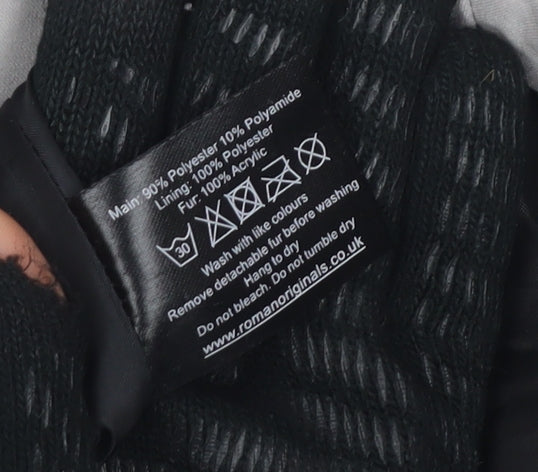 Main 90% Polyester 10% Polyamide
Lining: 100% Polyester
Fur: 100% Acrylic
30
Wash with like colours
Remove detachable fur before washing
Hang to dry
Do not bleach. Do not tumble dry
www.romanoriginals.co.uk